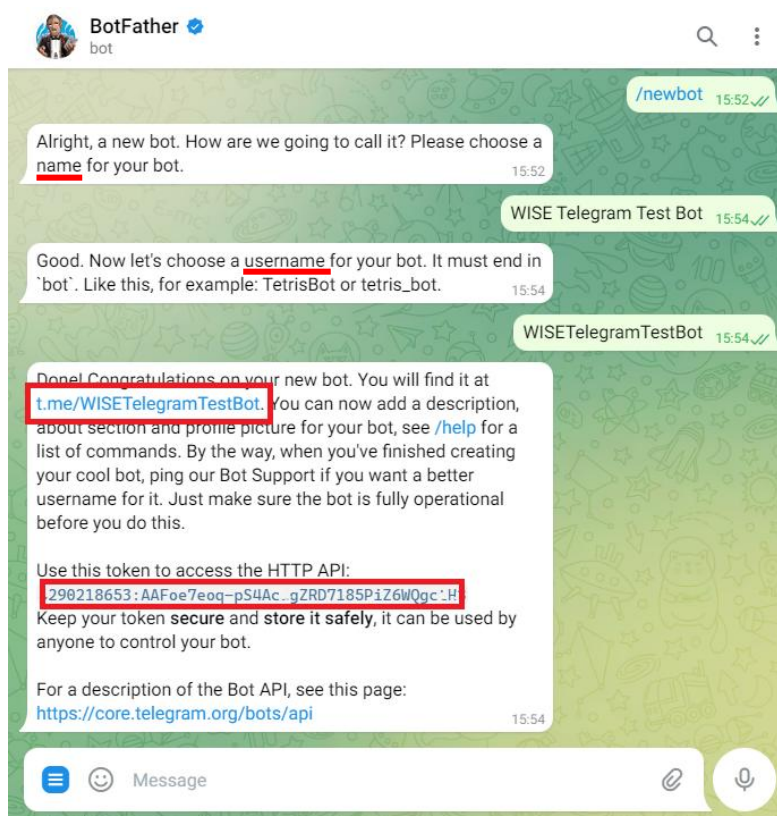 BotFather
bot
/newbot 15:52
Alright, a new bot. How are we going to call it? Please choose a
name for your bot. 15:52
WISE Telegram Test Bot 15:54
Good. Now let's choose a username for your bot. It must end in
`bot`. Like this, for example: TetrisBot or tetris_bot. 15:54
WISETelegramTestBot 15:54
Done! Congratulations on your new bot. You will find it at
t.me/WISETelegramTestBot. You can now add a description,
about section and profile picture for your bot, see /help for a
list of commands. By the way, when you've finished creating
your cool bot, ping our Bot Support if you want a better
username for it. Just make sure the bot is fully operational
before you do this.
Use this token to access the HTTP API:
Keep your token secure and store it safely, it can be used by
anyone to control your bot.
For a description of the Bot API, see this page:
https://core.telegram.org/bots/api 15:54
Message